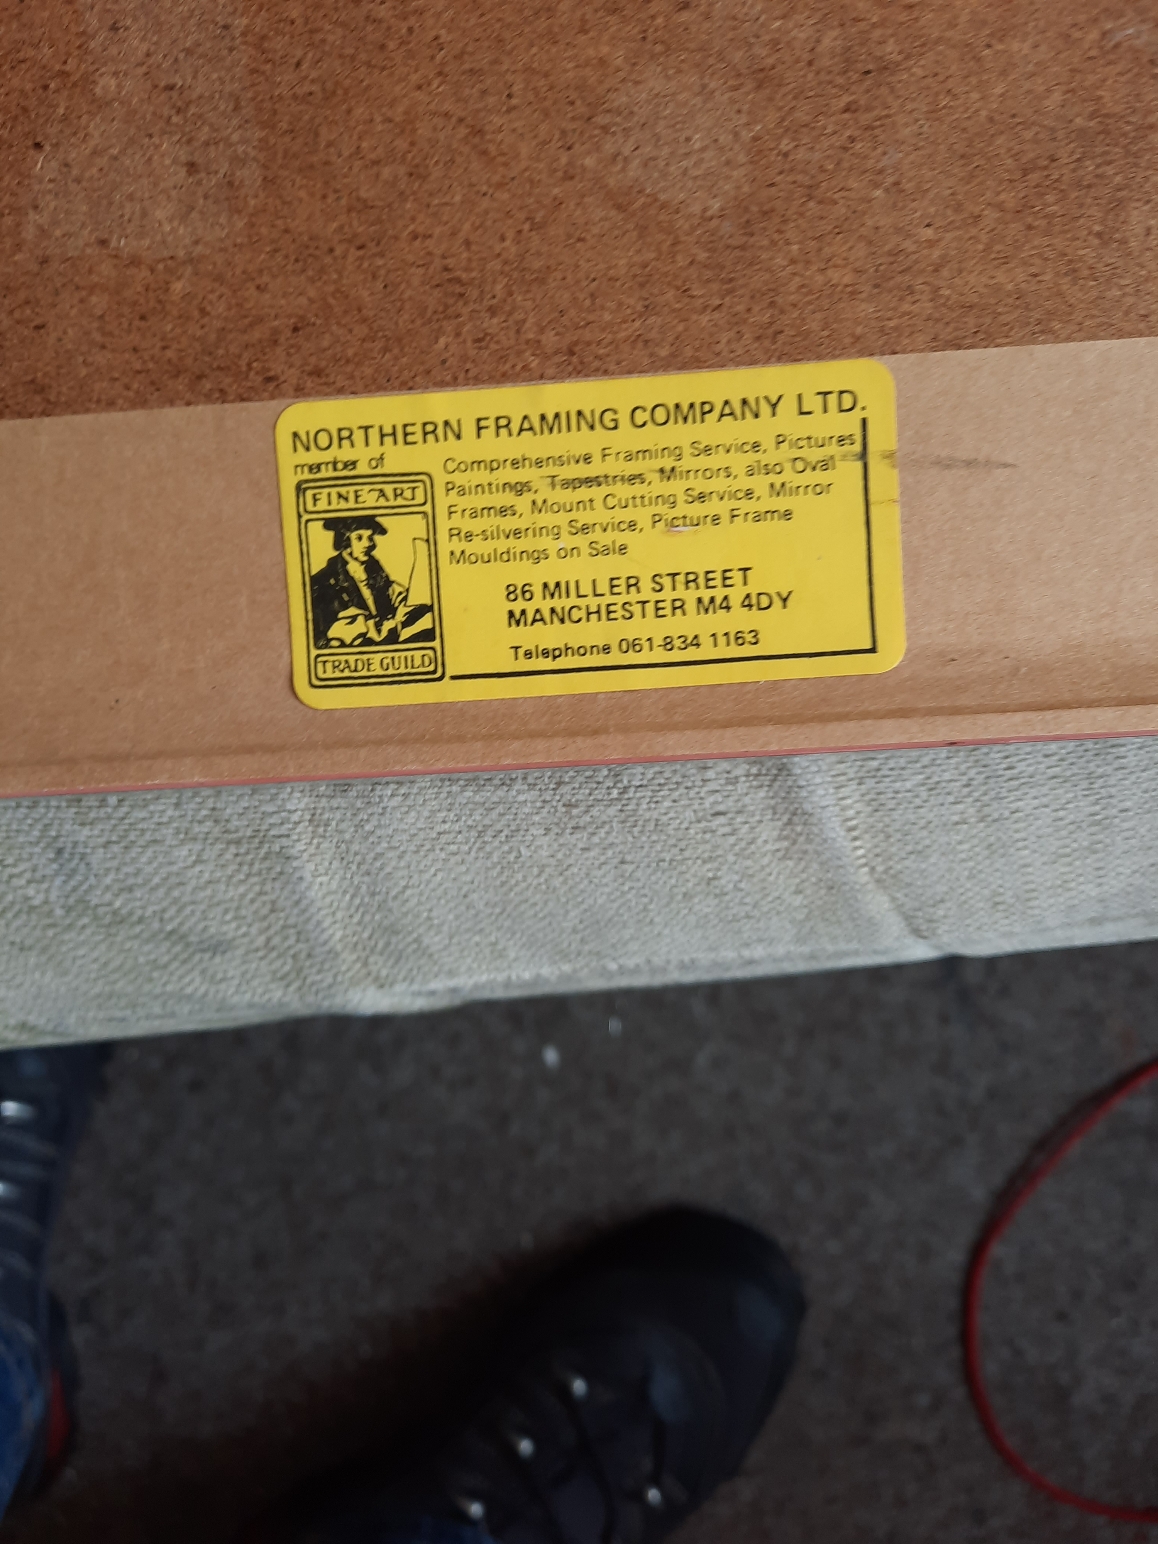 NORTHERN FRAMING COMPANY LTD.
member of
FINE ART
TRADE GUILD
Comprehensive Framing Service, Pictures
Paintings, Tapestries, Mirrors, also Oval
Frames, Mount Cutting Service, Mirror
Re-silvering Service, Picture Frame
Mouldings on Sale
86 MILLER STREET
MANCHESTER M4 4DY
Telephone 061-834 1163